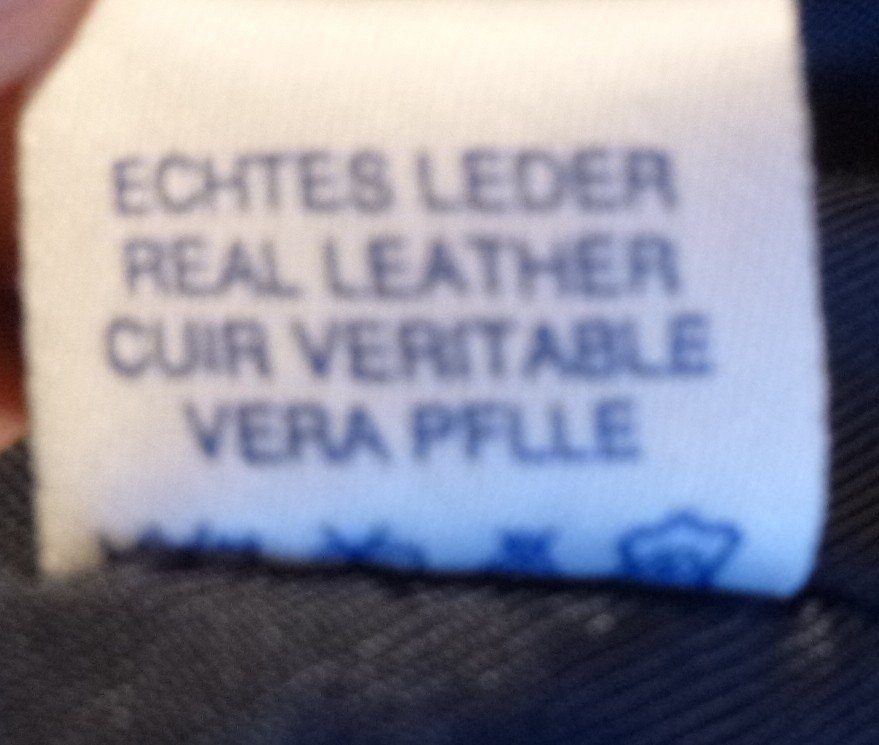 ECHTES LEDER
REAL LEATHER
CUIR VERITABLE
VERA PFLLE